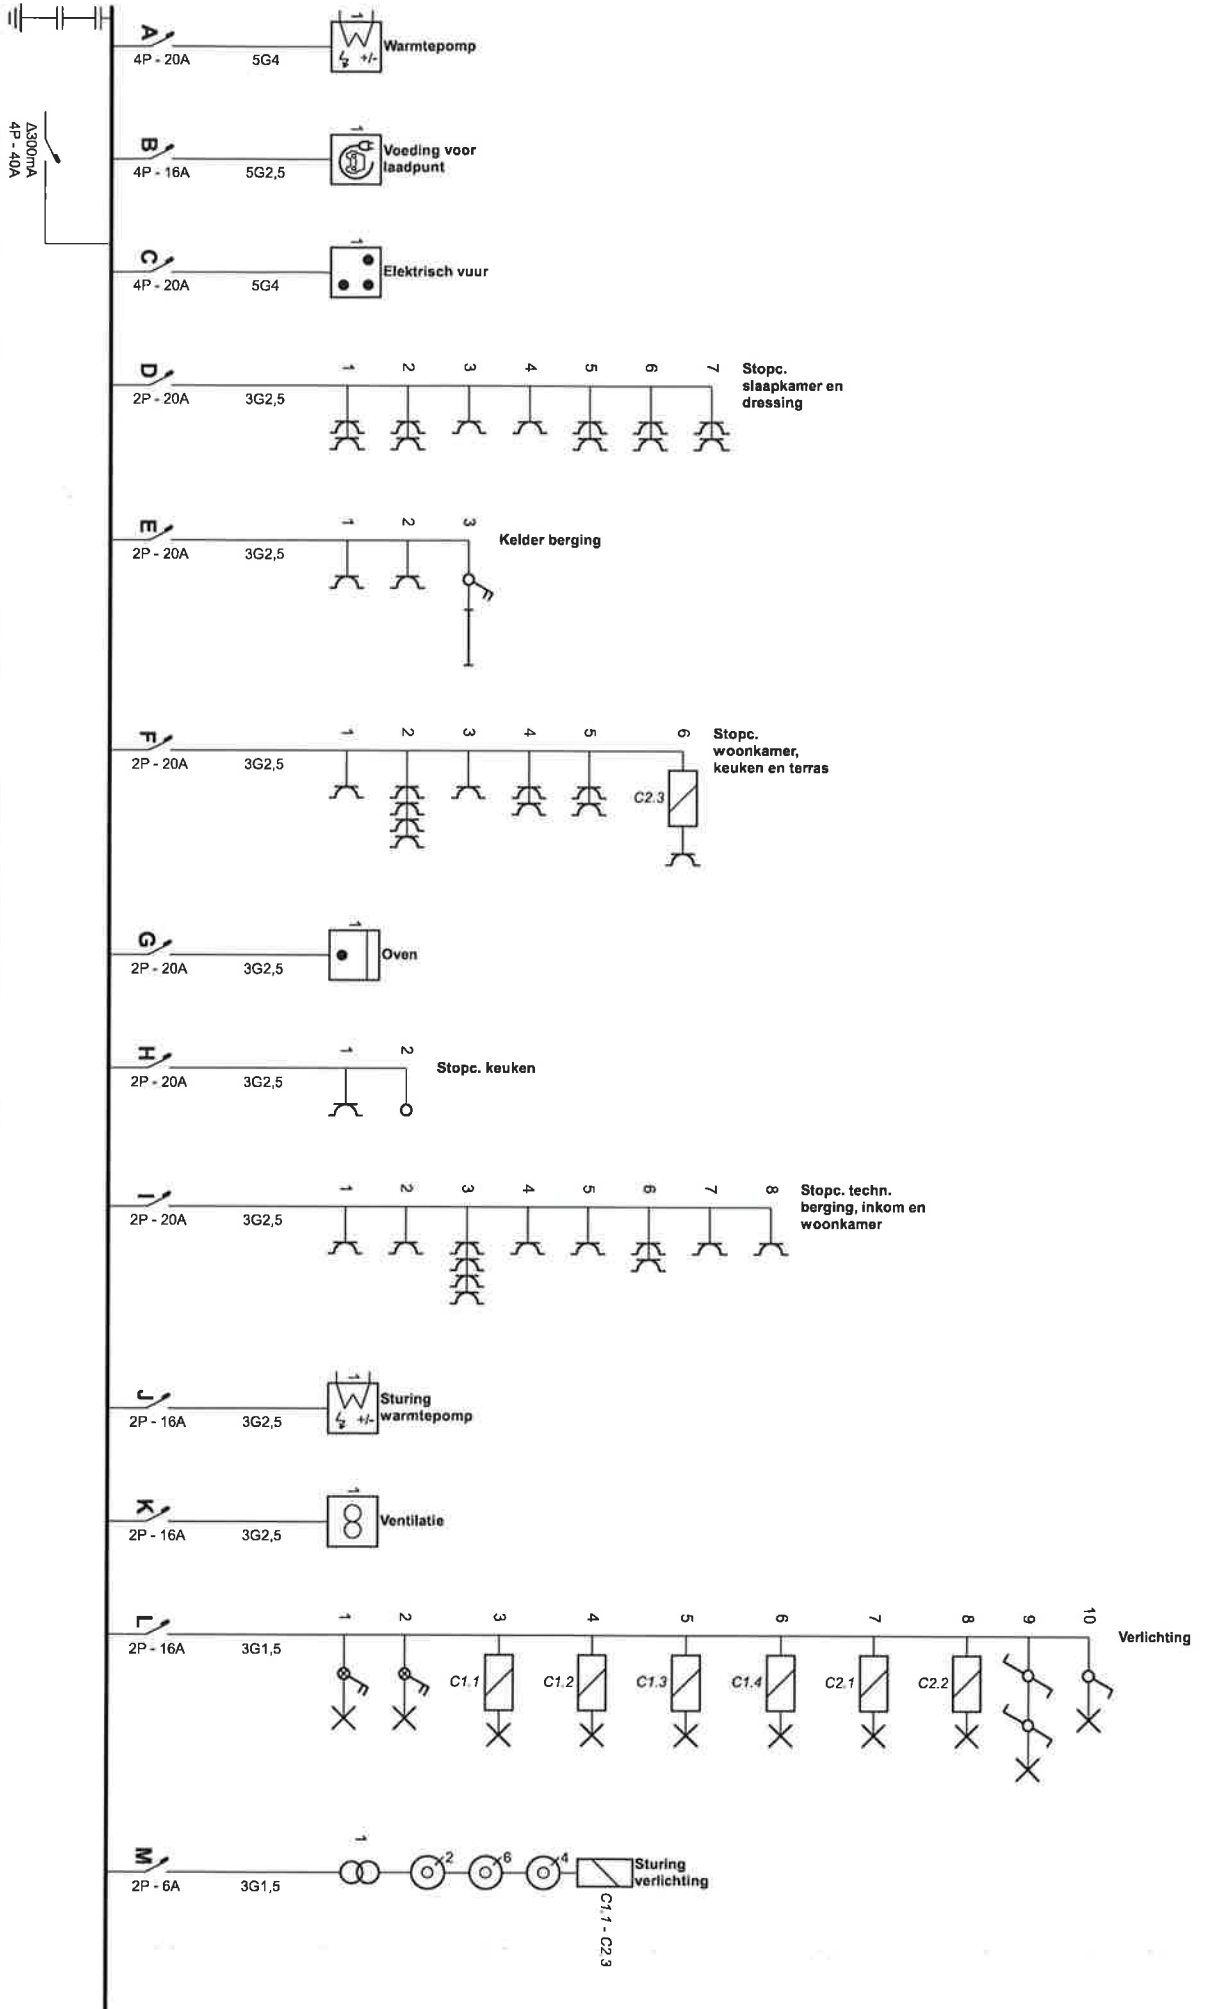 Δ300mA
4P - 40A
A
4P - 20A
5G4
1
+/-
Warmtepomp
B
4P - 16A
5G2,5
1
Voeding voor
laadpunt
C
4P - 20A
5G4
1
Elektrisch vuur
D
2P - 20A
3G2,5
1 2 3 4 5 6 7
Stopc.
slaapkamer en
dressing
E
2P - 20A
3G2,5
1 2 3
Kelder berging
F
2P - 20A
3G2,5
1 2 3 4 5 6
C2.3
Stopc.
woonkamer,
keuken en terras
G
2P - 20A
3G2,5
1
Oven
H
2P - 20A
3G2,5
1 2
Stopc. keuken
I
2P - 20A
3G2,5
1 2 3 4 5 6 7 8
Stopc. techn.
berging, inkom en
woonkamer
J
2P - 16A
3G2,5
1
+/-
Sturing
warmtepomp
K
2P - 16A
3G2,5
1
Ventilatie
L
2P - 16A
3G1,5
1 2 3 4 5 6 7 8 9 10
C1.1 C1.2 C1.3 C1.4 C2.1 C2.2
Verlichting
M
2P - 6A
3G1,5
1
2 6 4
Sturing
verlichting
C1.1 - C2.3